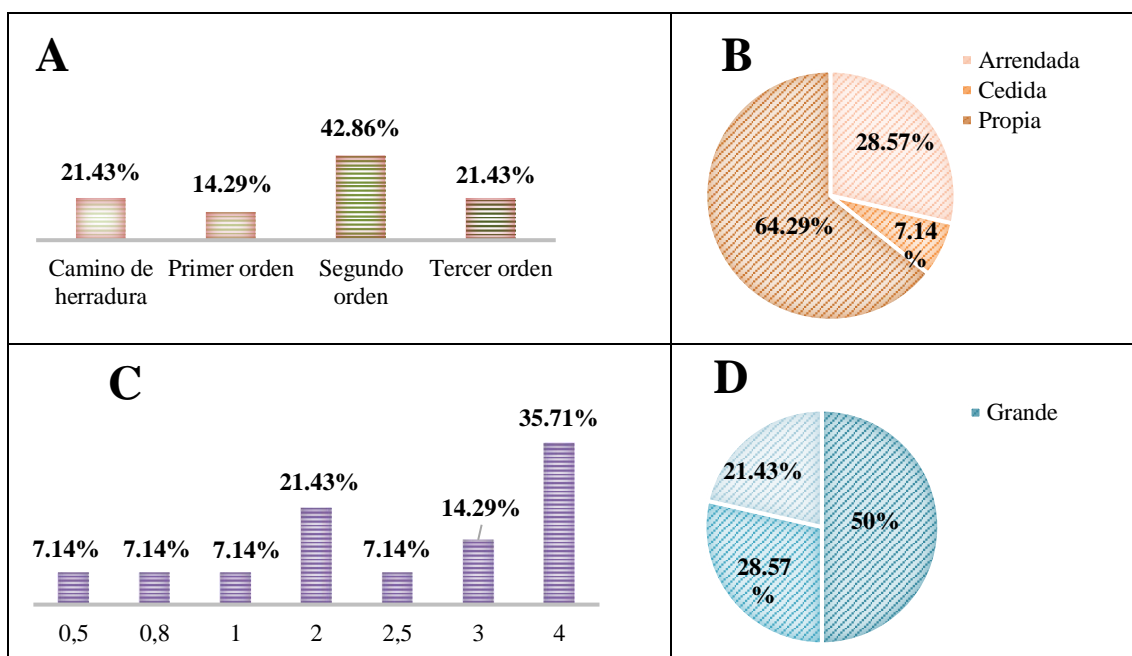 A
21.43%
14.29%
42.86%
21.43%
Camino de
herradura
Primer orden
Segundo
orden
Tercer orden
B
Arrendada
Cedida
Propia
28.57%
7.14
%
64.29%
C
7.14%
7.14%
7.14%
21.43%
7.14%
14.29%
35.71%
0,5
0,8
1
2
2,5
3
4
D
Grande
21.43%
50%
28.57
%